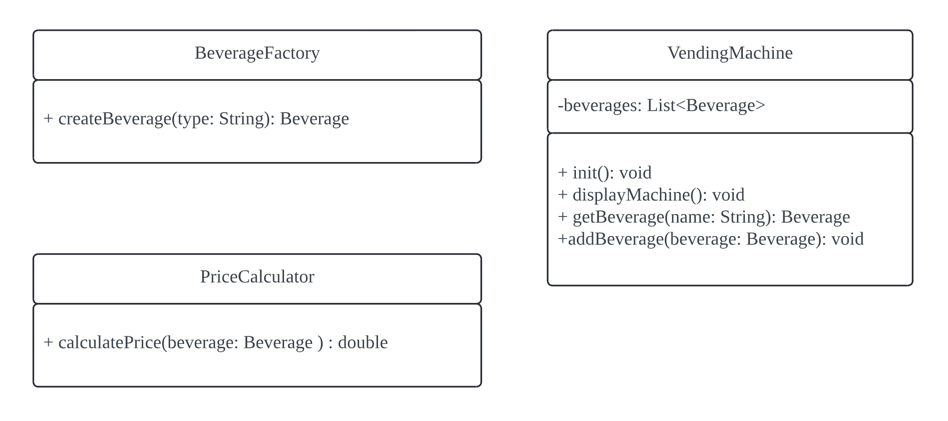 BeverageFactory
+ createBeverage(type: String): Beverage
PriceCalculator
+ calculatePrice(beverage: Beverage ) : double
VendingMachine
-beverages: List<Beverage>
+ init(): void
+ displayMachine(): void
+ getBeverage(name: String): Beverage
+addBeverage(beverage: Beverage): void